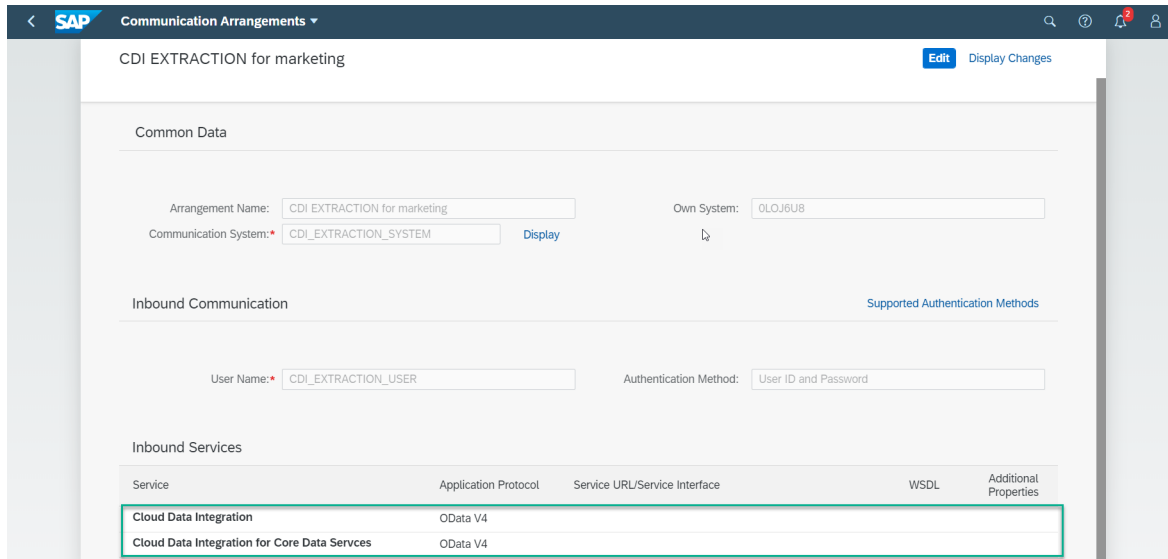 SAP Communication Arrangements
2
CDI EXTRACTION for marketing Edit Display Changes
Common Data
Arrangement Name: CDI EXTRACTION for marketing Own System: 0LOJ6U8
Communication System:* CDI_EXTRACTION_SYSTEM Display
Inbound Communication Supported Authentication Methods
User Name:* CDI_EXTRACTION_USER Authentication Method: User ID and Password
Inbound Services
Service Application Protocol Service URL/Service Interface WSDL Additional Properties
Cloud Data Integration OData V4
Cloud Data Integration for Core Data Servces OData V4